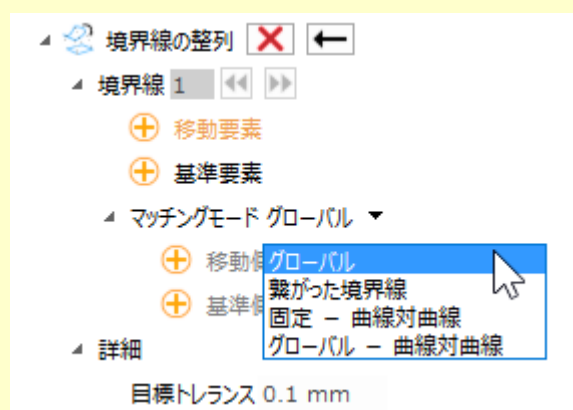 境界線の整列
境界線 1
移動要素
基準要素
マッチングモード グローバル
移動
グローバル
基準
繋がった境界線
固定 － 曲線対曲線
グローバル － 曲線対曲線
詳細
目標トレランス 0.1 mm